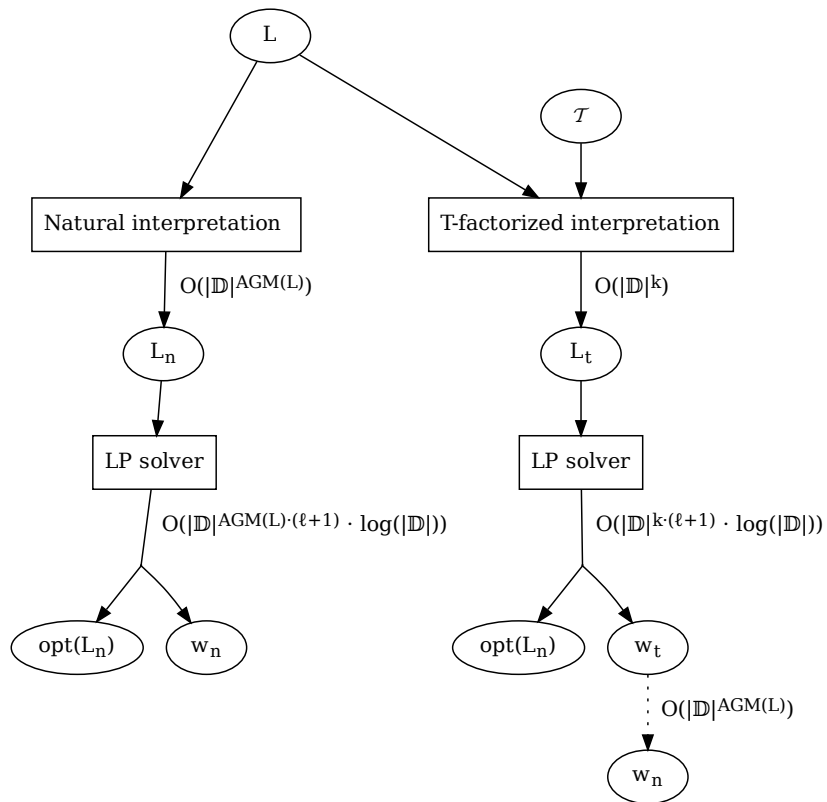 L
𝒯
Natural interpretation
T-factorized interpretation
O(|𝔻|^AGM(L))
O(|𝔻|^k)
L_n
L_t
LP solver
LP solver
O(|𝔻|^AGM(L)·(ℓ+1) · log(|𝔻|))
O(|𝔻|^k·(ℓ+1) · log(|𝔻|))
opt(L_n)
w_n
opt(L_n)
w_t
O(|𝔻|^AGM(L))
w_n